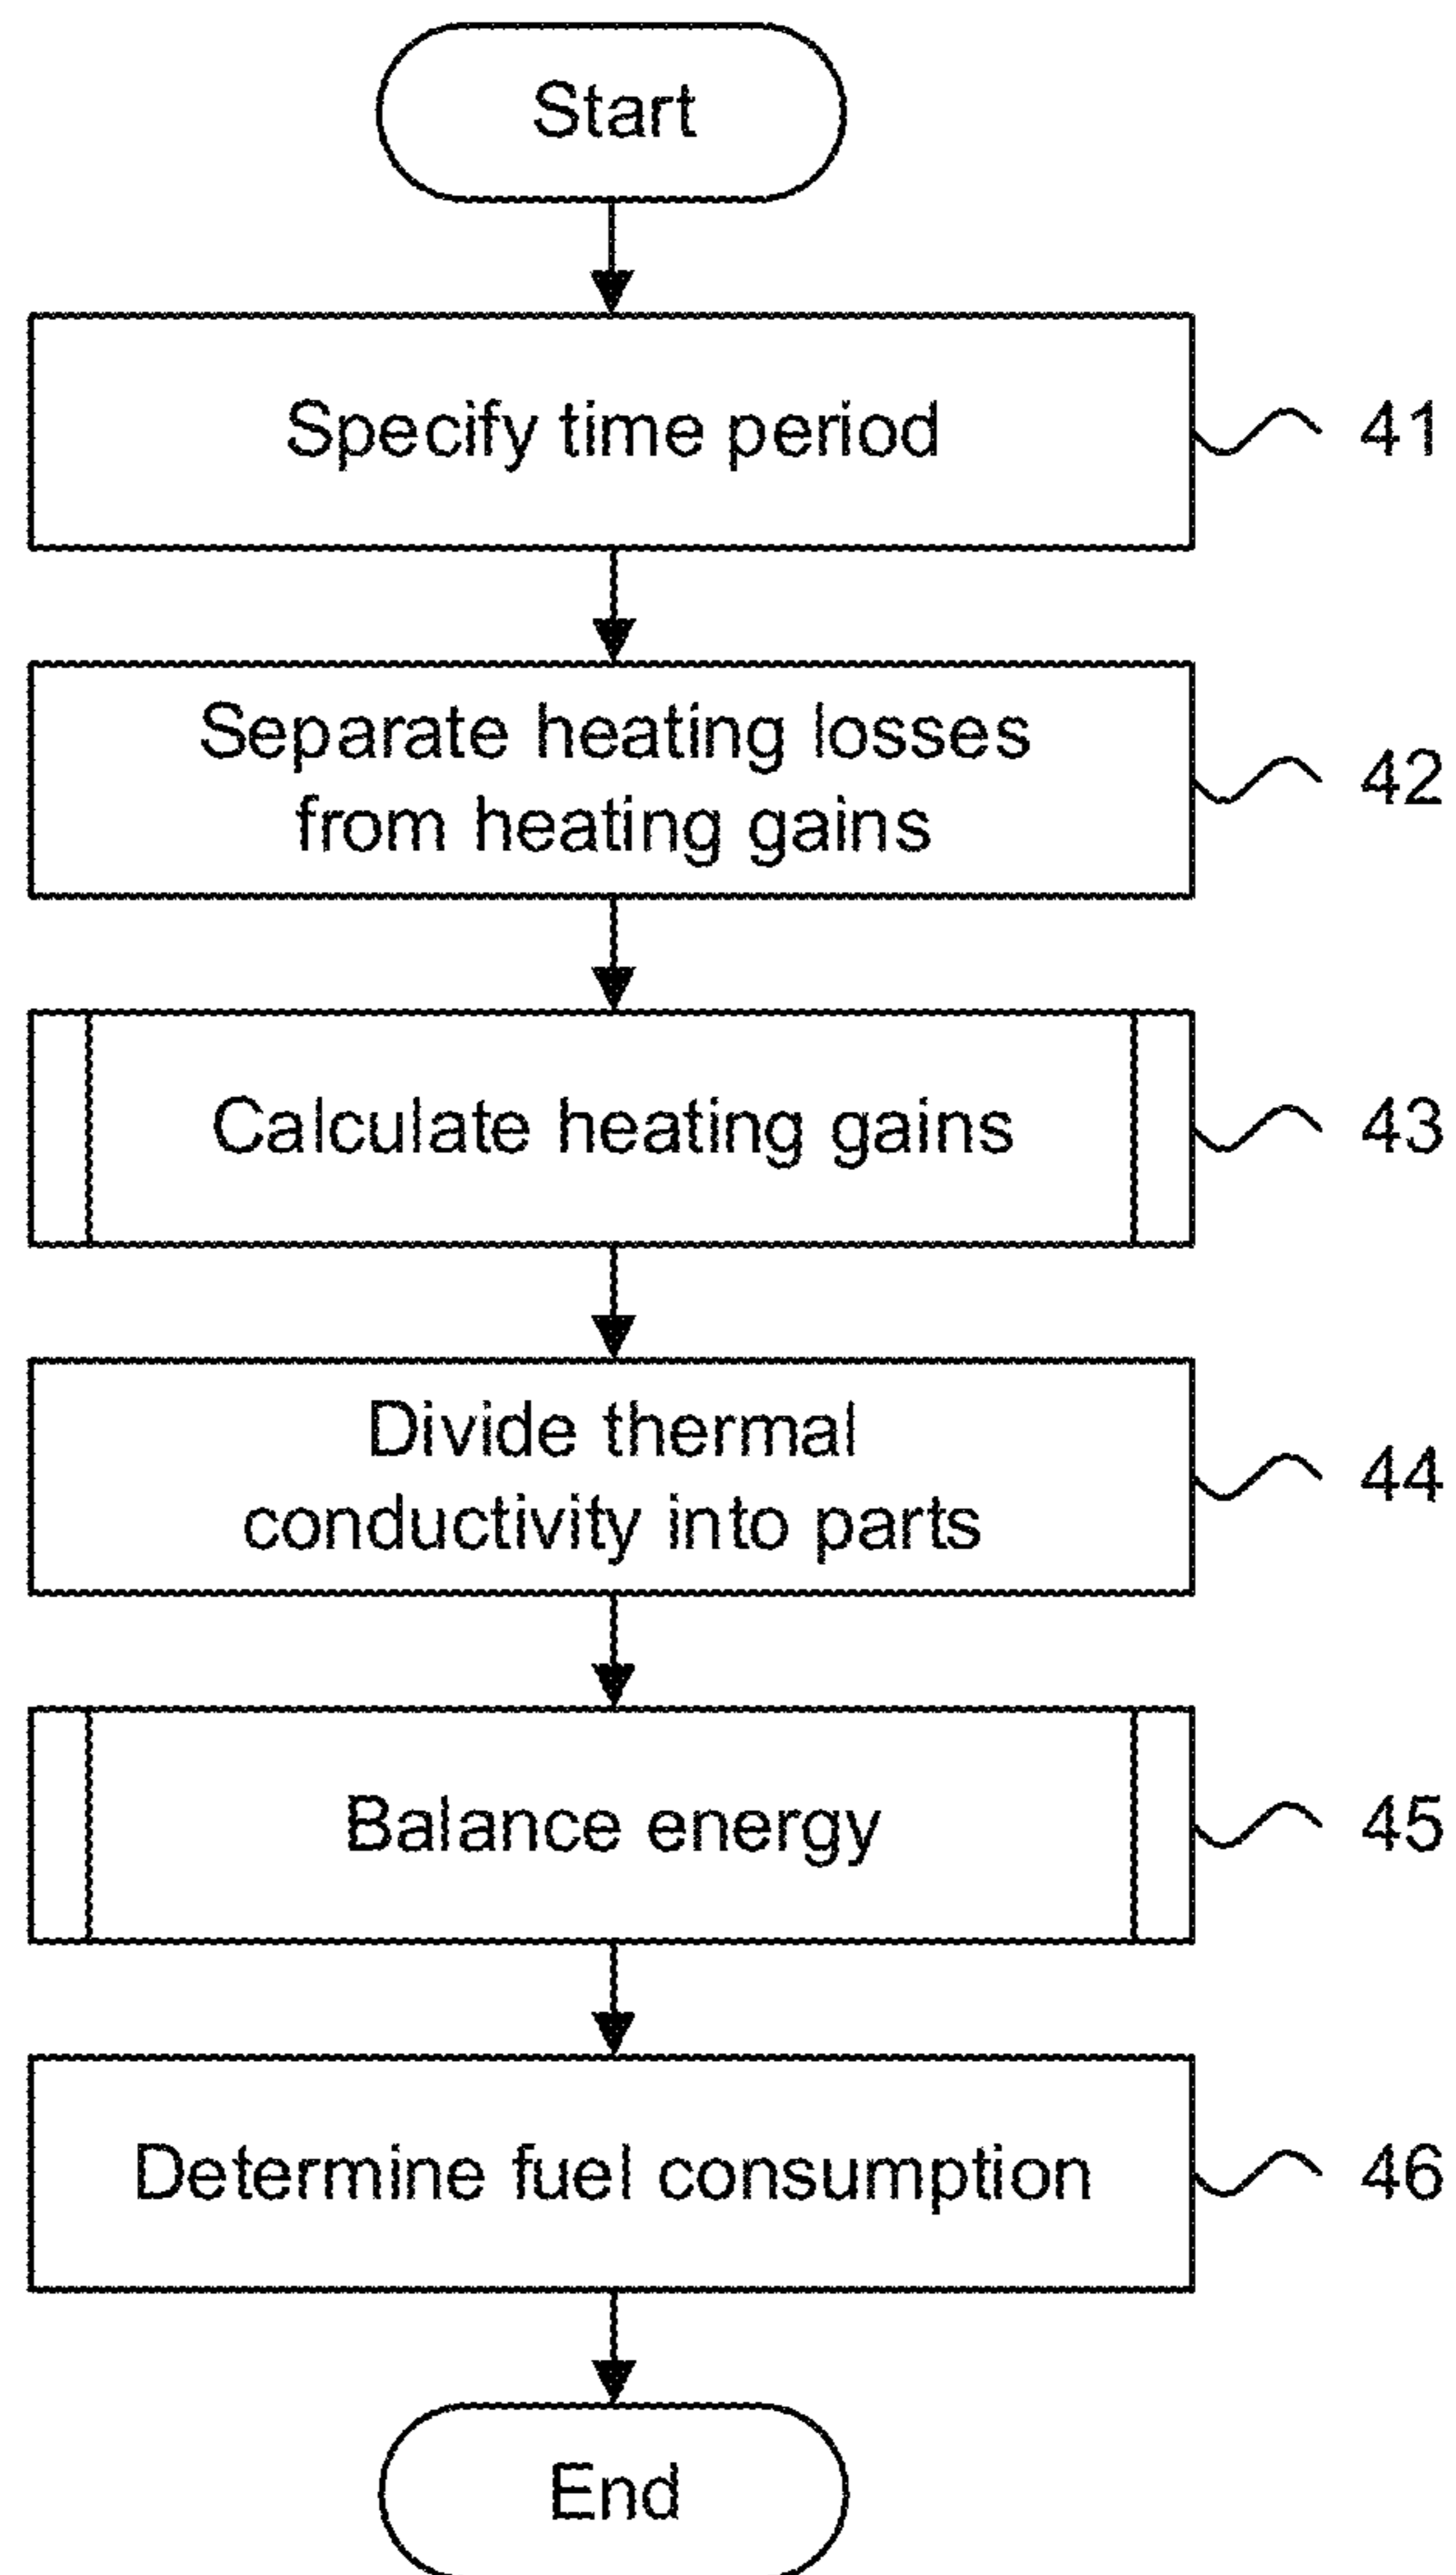 Start
Specify time period
41
Separate heating losses
from heating gains
42
Calculate heating gains
43
Divide thermal
conductivity into parts
44
Balance energy
45
Determine fuel consumption
46
End